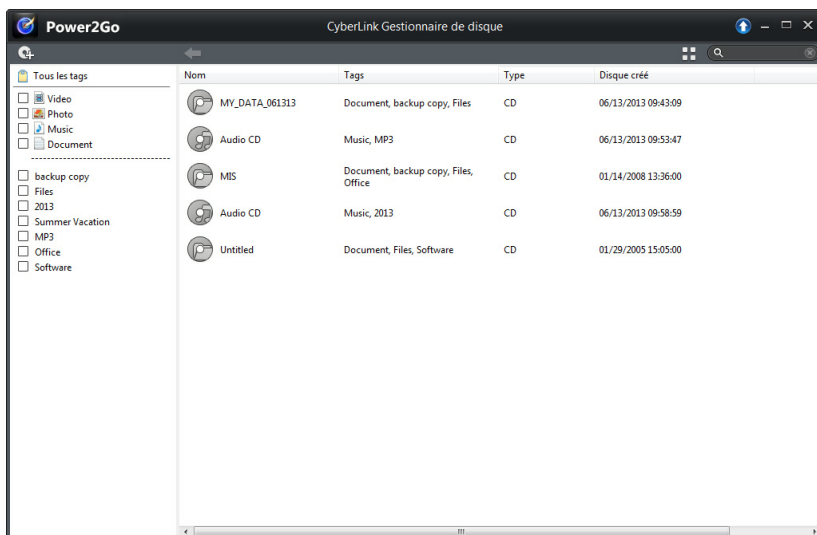 Power2Go
CyberLink Gestionnaire de disque
Tous les tags
Video
Photo
Music
Document
backup copy
Files
2013
Summer Vacation
MP3
Office
Software
Nom Tags Type Disque créé
MY_DATA_061313 Document, backup copy, Files CD 06/13/2013 09:43:09
Audio CD Music, MP3 CD 06/13/2013 09:53:47
MIS Document, backup copy, Files, CD 01/14/2008 13:36:00
Office
Audio CD Music, 2013 CD 06/13/2013 09:58:59
Untitled Document, Files, Software CD 01/29/2005 15:05:00